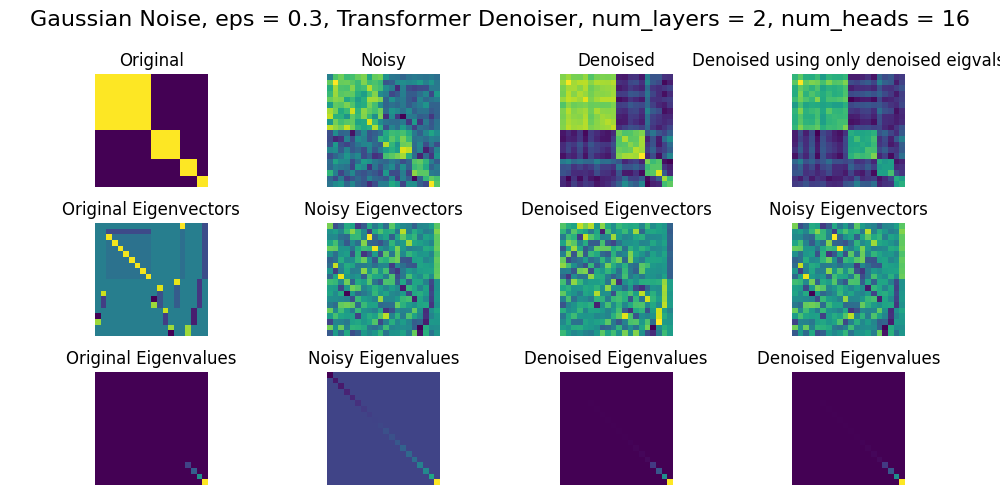 Gaussian Noise, eps = 0.3, Transformer Denoiser, num_layers = 2, num_heads = 16
Original
Noisy
Denoised
Denoised using only denoised eigvals
Original Eigenvectors
Noisy Eigenvectors
Denoised Eigenvectors
Noisy Eigenvectors
Original Eigenvalues
Noisy Eigenvalues
Denoised Eigenvalues
Denoised Eigenvalues